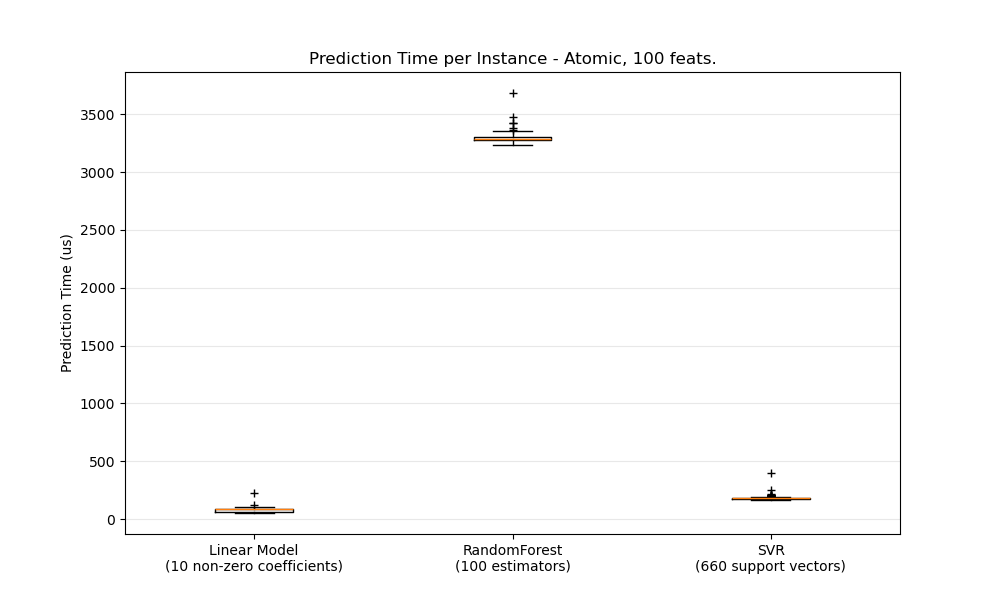 Prediction Time per Instance - Atomic, 100 feats.
Prediction Time (us)
3500
3000
2500
2000
1500
1000
500
0
Linear Model
(10 non-zero coefficients)
RandomForest
(100 estimators)
SVR
(660 support vectors)